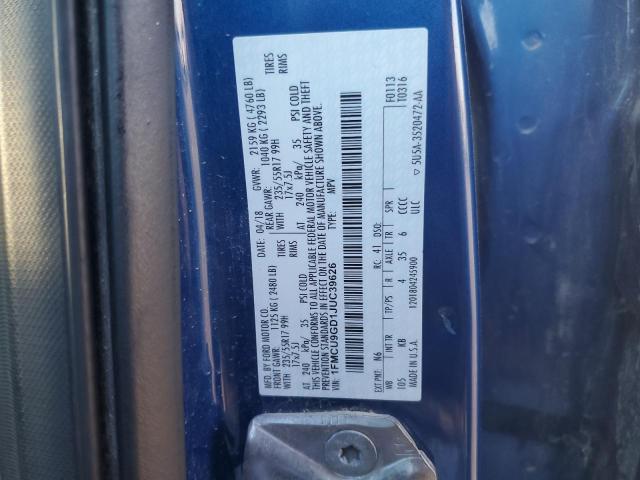 MFD. BY FORD MOTOR CO. DATE: 04/18 GVWR: 2159 KG ( 4760 LB)
FRONT GAWR: 1125 KG ( 2480 LB) REAR GAWR: 1040 KG ( 2293 LB)
WITH 235/55R17 99H TIRES WITH 235/55R17 99H TIRES
17x7.5J RIMS 17x7.5J RIMS
AT 240 kPa/ 35 PSI COLD AT 240 kPa/ 35 PSI COLD
THIS VEHICLE CONFORMS TO ALL APPLICABLE FEDERAL MOTOR VEHICLE SAFETY AND THEFT
PREVENTION STANDARDS IN EFFECT ON THE DATE OF MANUFACTURE SHOWN ABOVE.
VIN: 1FMCU9GD1JUC39626 TYPE: MPV
F0113
T0316
EXT PNT: N6 RC: 41 DSO:
WB INT TR TP/PS R AXLE TR SPR
105 KB 4 35 6 CCCC
ULC
MADE IN U.S.A. 1201804245900 ▽ 5U5A-3520472-AA